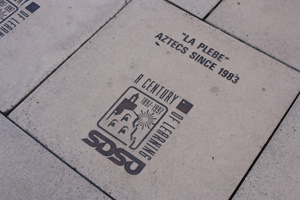 "LA PLEBE"
AZTECS SINCE 1983
A CENTURY OF LEARNING
1897-1997
SDSU